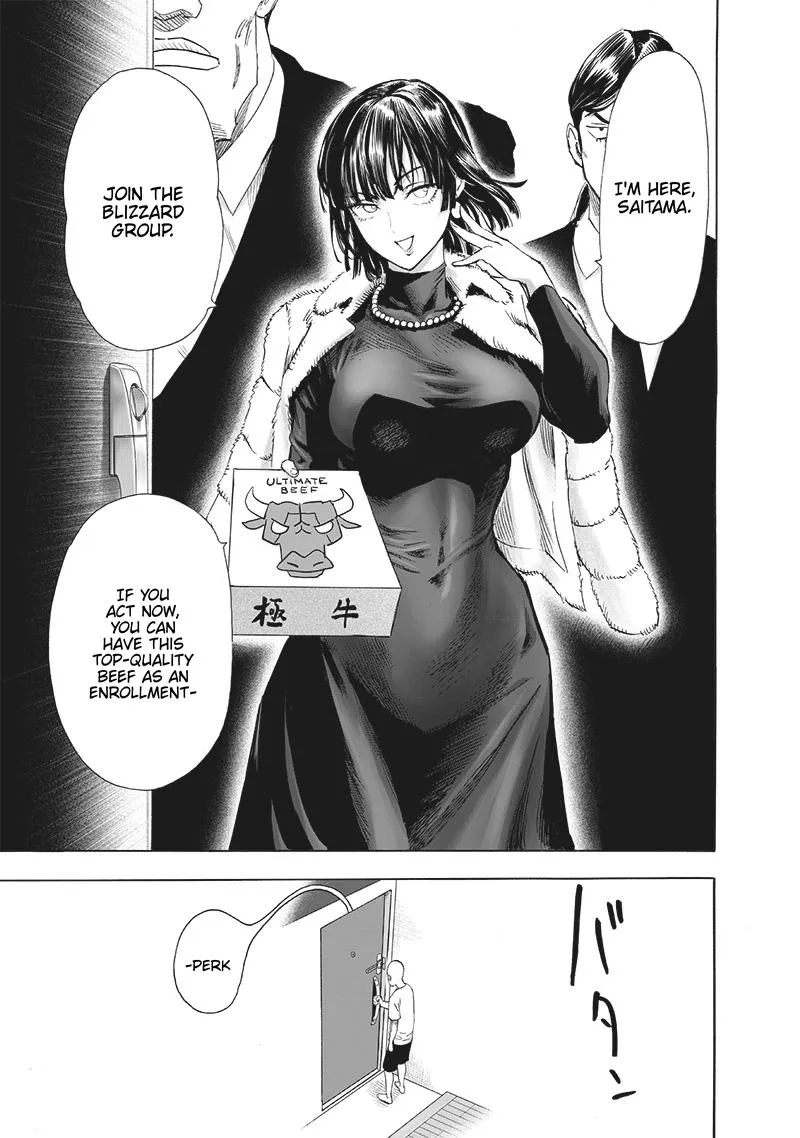 I'M HERE,
SAITAMA.
JOIN THE
BLIZZARD
GROUP.
ULTIMATE
BEEF
極牛
IF YOU
ACT NOW,
YOU CAN
HAVE THIS
TOP-QUALITY
BEEF AS AN
ENROLLMENT-
バタン
-PERK